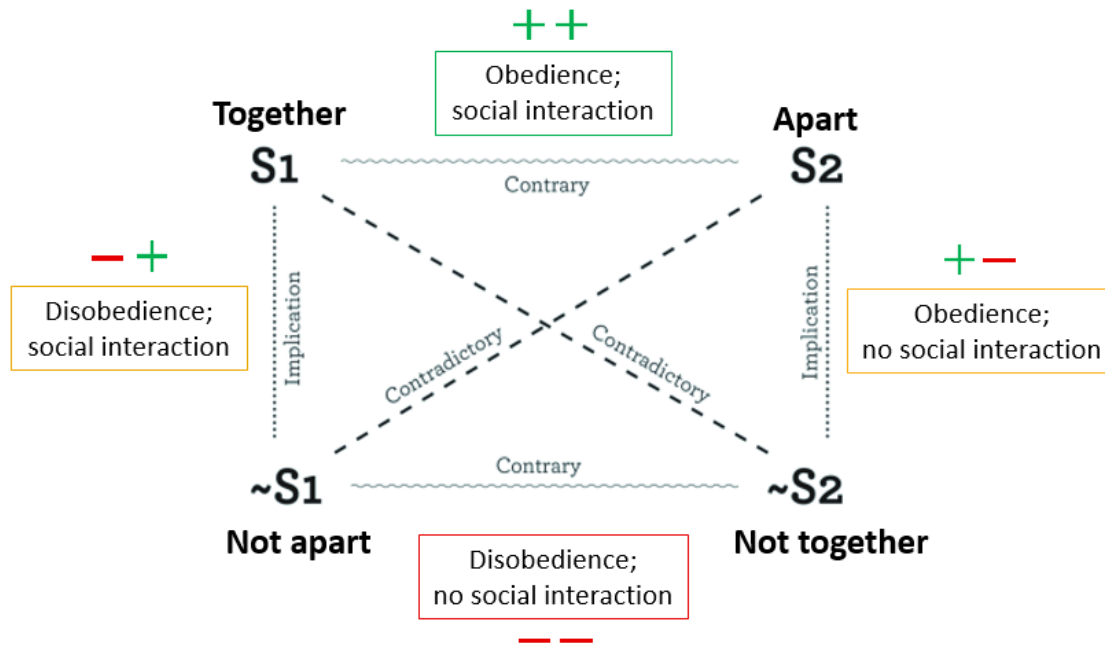 + +
Obedience;
social interaction
Together
Apart
S1
S2
Contrary
− +
Disobedience;
social interaction
Implication
Contradictory
Contradictory
Implication
+ −
Obedience;
no social interaction
Contrary
~S1
~S2
Not apart
Not together
Disobedience;
no social interaction
− −